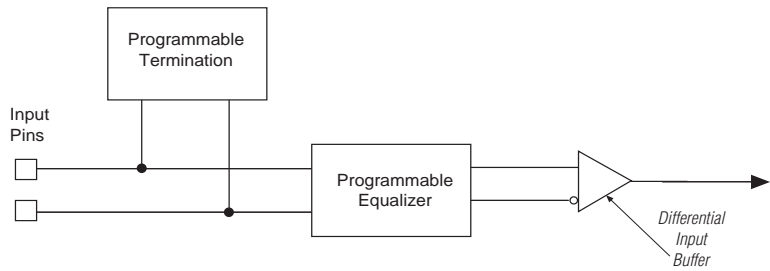 Programmable
Termination
Input
Pins
Programmable
Equalizer
Differential
Input
Buffer